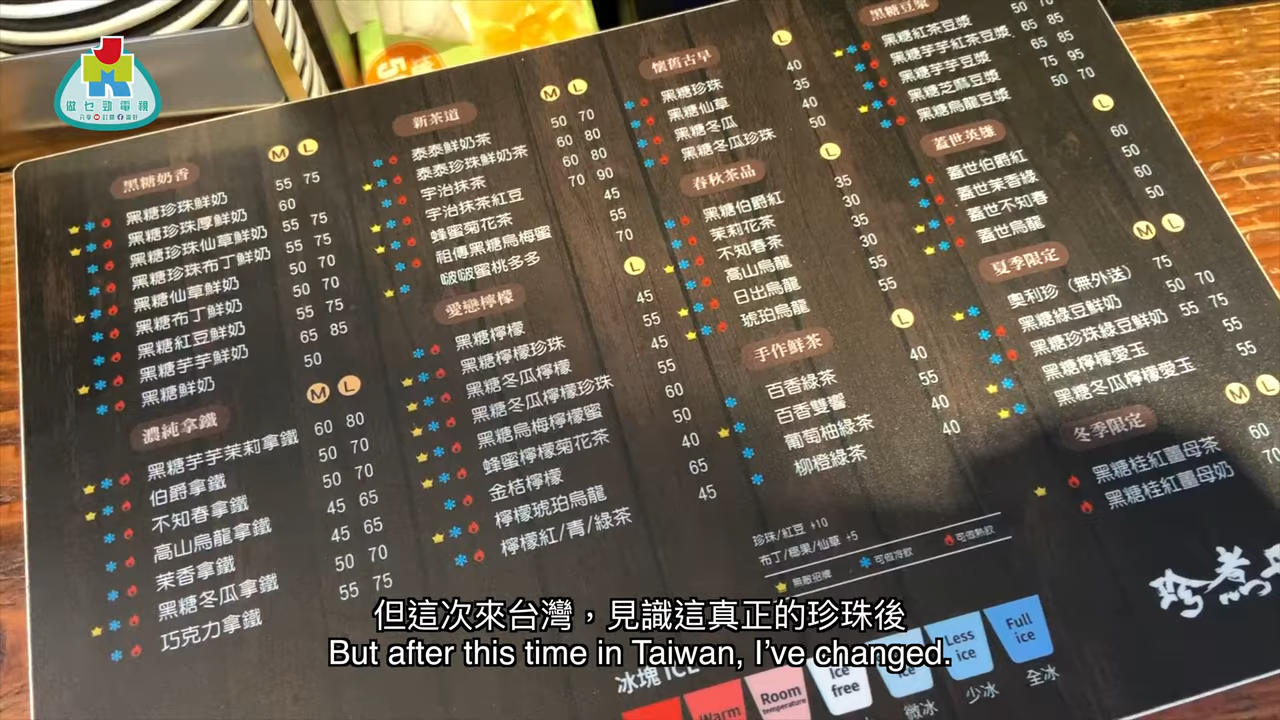 做乜勁電視
分享 訂閱 讚好
黑糖奶香
M L
黑糖珍珠鮮奶 55 75
黑糖珍珠厚鮮奶 60
黑糖珍珠仙草鮮奶 55 75
黑糖珍珠布丁鮮奶 55 75
黑糖仙草鮮奶 50 70
黑糖布丁鮮奶 50 70
黑糖紅豆鮮奶 55 75
黑糖芋芋鮮奶 65 85
黑糖鮮奶 50
濃純拿鐵
M L
黑糖芋芋茉莉拿鐵 60 80
伯爵拿鐵 50 70
不知春拿鐵 50 70
高山烏龍拿鐵 45 65
茉香拿鐵 45 65
黑糖冬瓜拿鐵 50 70
巧克力拿鐵 55 75
新茶道
M L
泰泰鮮奶茶 50 70
泰泰珍珠鮮奶茶 60 80
宇治抹茶 60 80
宇治抹茶紅豆 70 90
蜂蜜菊花茶 45
祖傳黑糖烏梅蜜 55
啵啵蜜桃多多 70
愛戀檸檬
L
黑糖檸檬 45
黑糖檸檬珍珠 55
黑糖冬瓜檸檬 45
黑糖冬瓜檸檬珍珠 55
黑糖烏梅檸檬蜜 60
蜂蜜檸檬菊花茶 50
金桔檸檬 40
檸檬琥珀烏龍 65
檸檬紅/青/綠茶 45
懷舊古早
L
黑糖珍珠 40
黑糖仙草 35
黑糖冬瓜 40
黑糖冬瓜珍珠 50
春秋茶品
L
黑糖伯爵紅 35
茉莉花茶 30
不知春茶 35
高山烏龍 30
日出烏龍 55
琥珀烏龍 55
手作鮮茶
L
百香綠茶 40
百香雙響 55
葡萄柚綠茶 40
柳橙綠茶 40
珍珠/紅豆 +10
布丁/椰果/仙草 +5
無敵招牌 可做冷飲 可做熱飲
黑糖豆漿
黑糖紅茶豆漿 50 70
黑糖芋芋紅茶豆漿 65 85
黑糖芋芋豆漿 65 85
黑糖芝麻豆漿 75 95
黑糖烏龍豆漿 50 70
蓋世英雄
L
蓋世伯爵紅 60
蓋世茉香綠 50
蓋世不知春 60
蓋世烏龍 50
夏季限定
M L
奧利珍（無外送） 75
黑糖綠豆鮮奶 50 70
黑糖珍珠綠豆鮮奶 55 75
黑糖檸檬愛玉 55
黑糖冬瓜檸檬愛玉 55
冬季限定
M L
黑糖桂紅薑母茶 60
黑糖桂紅薑母奶 70
珍煮丹
冰塊 ICE
Warm
Room temperature
Ice free
ice
Less ice
Full ice
微冰
少冰
全冰
但這次來台灣，見識這真正的珍珠後
But after this time in Taiwan, I've changed.